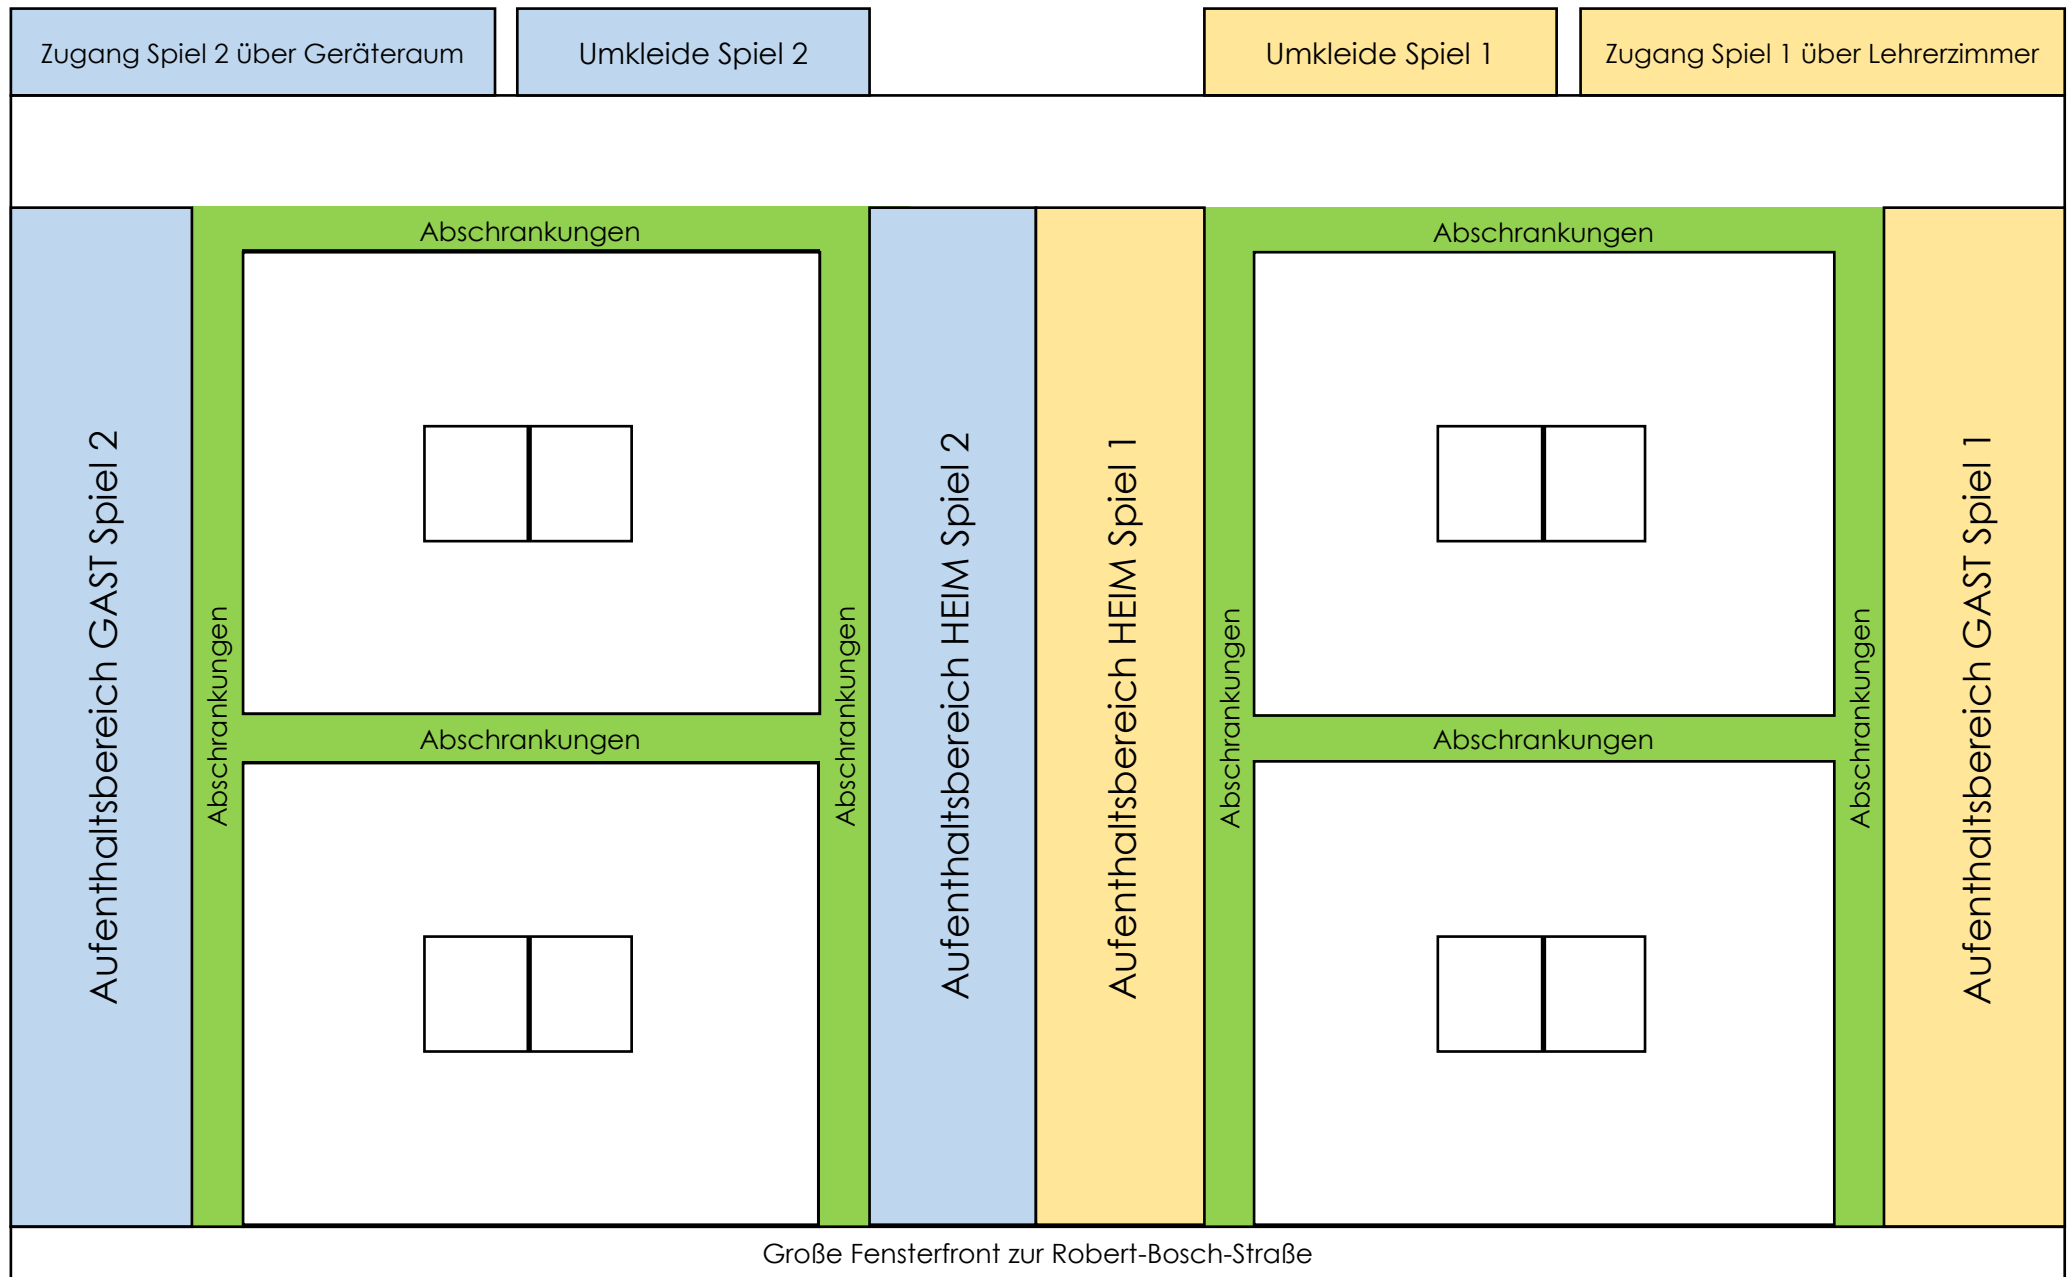 Zugang Spiel 2 über Geräteraum
Umkleide Spiel 2
Umkleide Spiel 1
Zugang Spiel 1 über Lehrerzimmer
Aufenthaltsbereich GAST Spiel 2
Abschrankungen
Abschrankungen
Abschrankungen
Abschrankungen
Aufenthaltsbereich HEIM Spiel 2
Aufenthaltsbereich HEIM Spiel 1
Abschrankungen
Abschrankungen
Abschrankungen
Abschrankungen
Aufenthaltsbereich GAST Spiel 1
Große Fensterfront zur Robert-Bosch-Straße